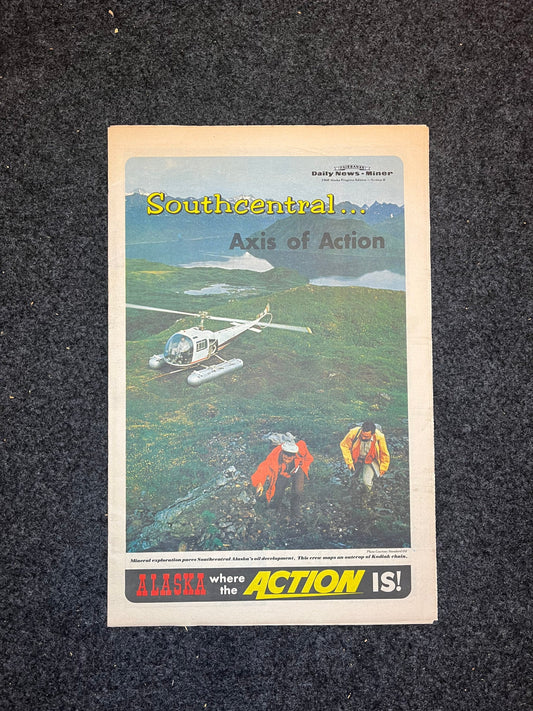 FAIRBANKS
Daily News - Miner
Southcentral...
Axis of Action
Mineral exploration paces Southcentral Alaska's oil development. This crew maps an outcrop of Kodiak chain.
ALASKA where the ACTION IS!